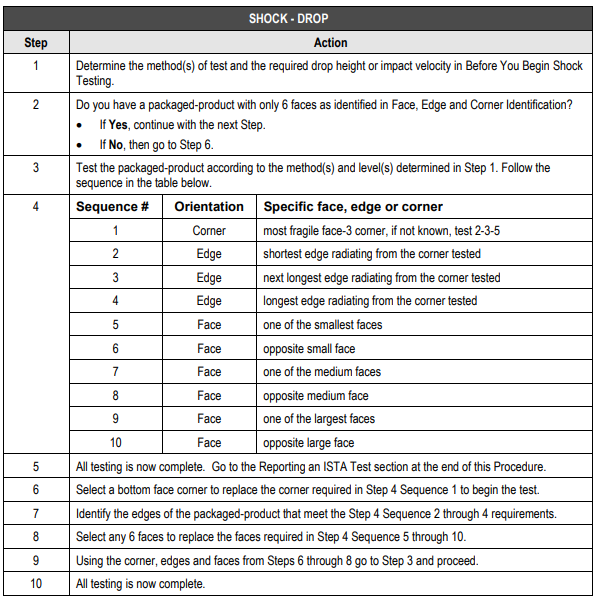 SHOCK - DROP
Step Action
1 Determine the method(s) of test and the required drop height or impact velocity in Before You Begin Shock
Testing.
2 Do you have a packaged-product with only 6 faces as identified in Face, Edge and Corner Identification?
• If Yes, continue with the next Step.
• If No, then go to Step 6.
3 Test the packaged-product according to the method(s) and level(s) determined in Step 1. Follow the
sequence in the table below.
4 Sequence # Orientation Specific face, edge or corner
1 Corner most fragile face-3 corner, if not known, test 2-3-5
2 Edge shortest edge radiating from the corner tested
3 Edge next longest edge radiating from the corner tested
4 Edge longest edge radiating from the corner tested
5 Face one of the smallest faces
6 Face opposite small face
7 Face one of the medium faces
8 Face opposite medium face
9 Face one of the largest faces
10 Face opposite large face
5 All testing is now complete. Go to the Reporting an ISTA Test section at the end of this Procedure.
6 Select a bottom face corner to replace the corner required in Step 4 Sequence 1 to begin the test.
7 Identify the edges of the packaged-product that meet the Step 4 Sequence 2 through 4 requirements.
8 Select any 6 faces to replace the faces required in Step 4 Sequence 5 through 10.
9 Using the corner, edges and faces from Steps 6 through 8 go to Step 3 and proceed.
10 All testing is now complete.